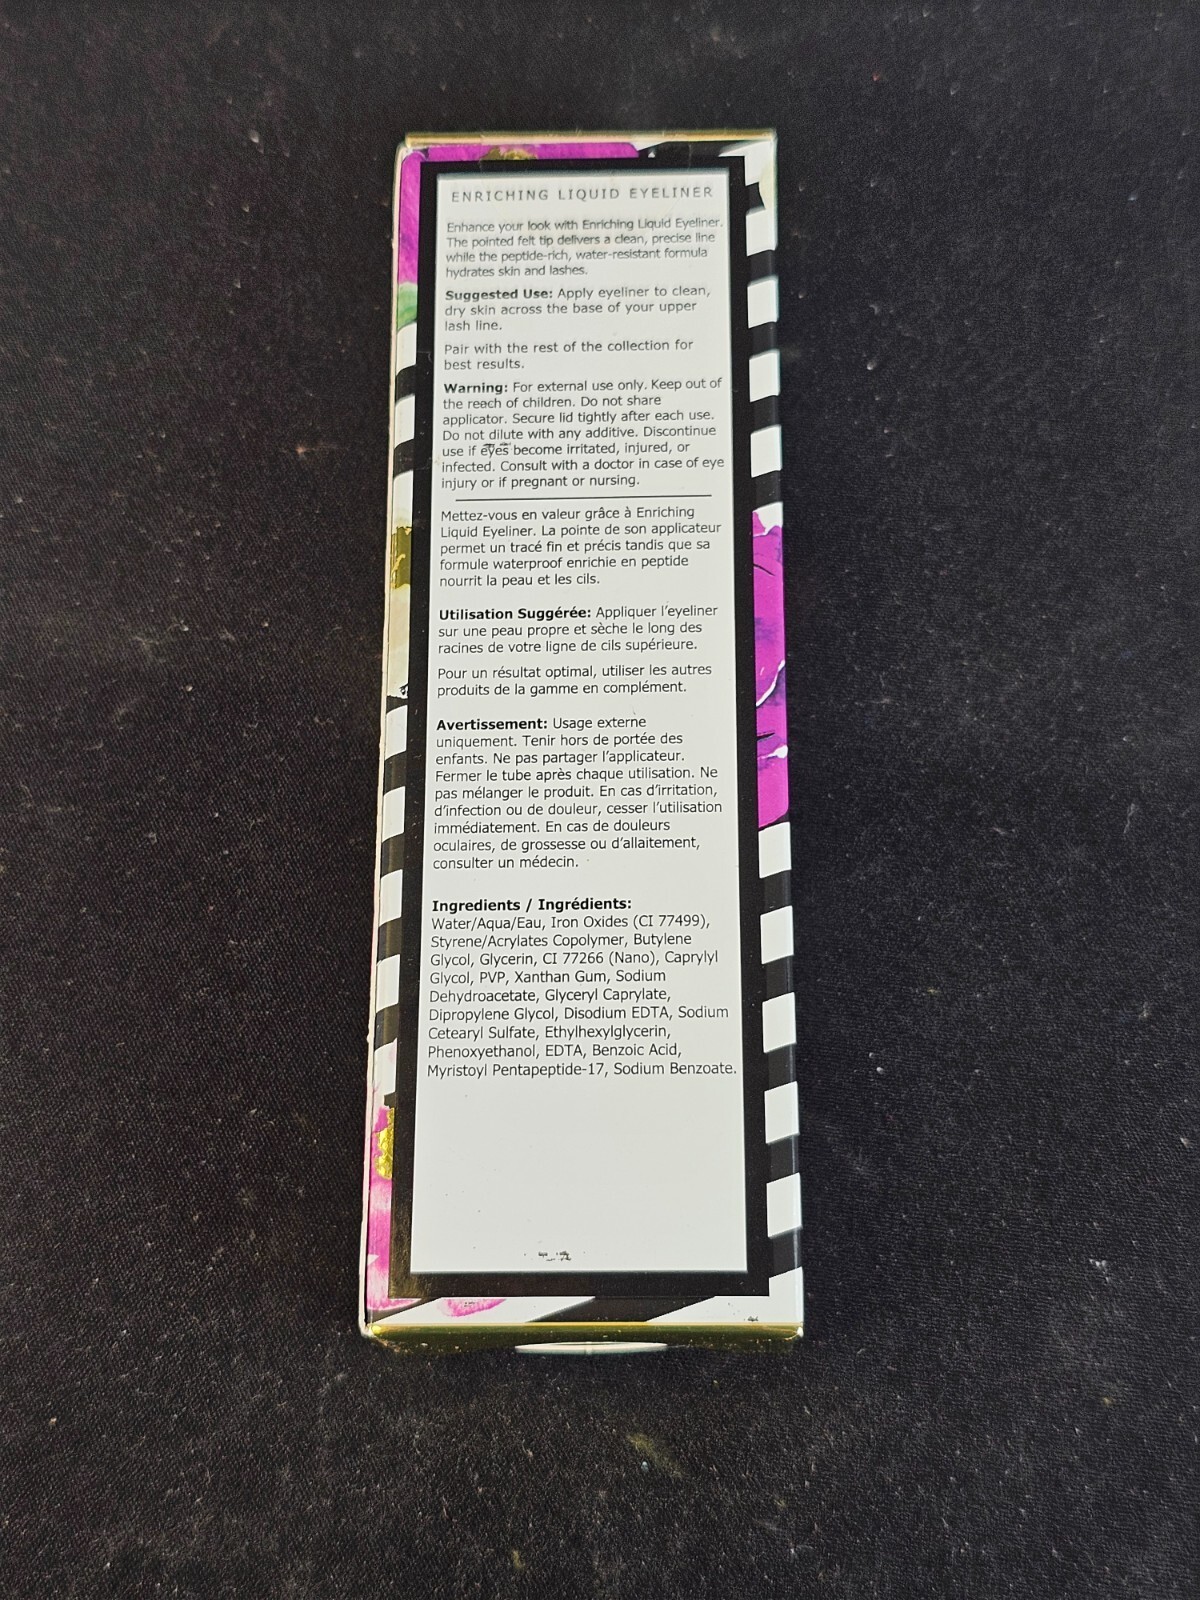 ENRICHING LIQUID EYELINER
Enhance your look with Enriching Liquid Eyeliner.
The pointed felt tip delivers a clean, precise line
while the peptide-rich, water-resistant formula
hydrates skin and lashes.
Suggested Use: Apply eyeliner to clean,
dry skin across the base of your upper
lash line.
Pair with the rest of the collection for
best results.
Warning: For external use only. Keep out of
the reach of children. Do not share
applicator. Secure lid tightly after each use.
Do not dilute with any additive. Discontinue
use if eyes become irritated, injured, or
infected. Consult with a doctor in case of eye
injury or if pregnant or nursing.
Mettez-vous en valeur grâce à Enriching
Liquid Eyeliner. La pointe de son applicateur
permet un tracé fin et précis tandis que sa
formule waterproof enrichie en peptide
nourrit la peau et les cils.
Utilisation Suggérée: Appliquer l'eyeliner
sur une peau propre et sèche le long des
racines de votre ligne de cils supérieure.
Pour un résultat optimal, utiliser les autres
produits de la gamme en complément.
Avertissement: Usage externe
uniquement. Tenir hors de portée des
enfants. Ne pas partager l'applicateur.
Fermer le tube après chaque utilisation. Ne
pas mélanger le produit. En cas d'irritation,
d'infection ou de douleur, cesser l'utilisation
immédiatement. En cas de douleurs
oculaires, de grossesse ou d'allaitement,
consulter un médecin.
Ingredients / Ingrédients:
Water/Aqua/Eau, Iron Oxides (CI 77499),
Styrene/Acrylates Copolymer, Butylene
Glycol, Glycerin, CI 77266 (Nano), Caprylyl
Glycol, PVP, Xanthan Gum, Sodium
Dehydroacetate, Glyceryl Caprylate,
Dipropylene Glycol, Disodium EDTA, Sodium
Cetearyl Sulfate, Ethylhexylglycerin,
Phenoxyethanol, EDTA, Benzoic Acid,
Myristoyl Pentapeptide-17, Sodium Benzoate.